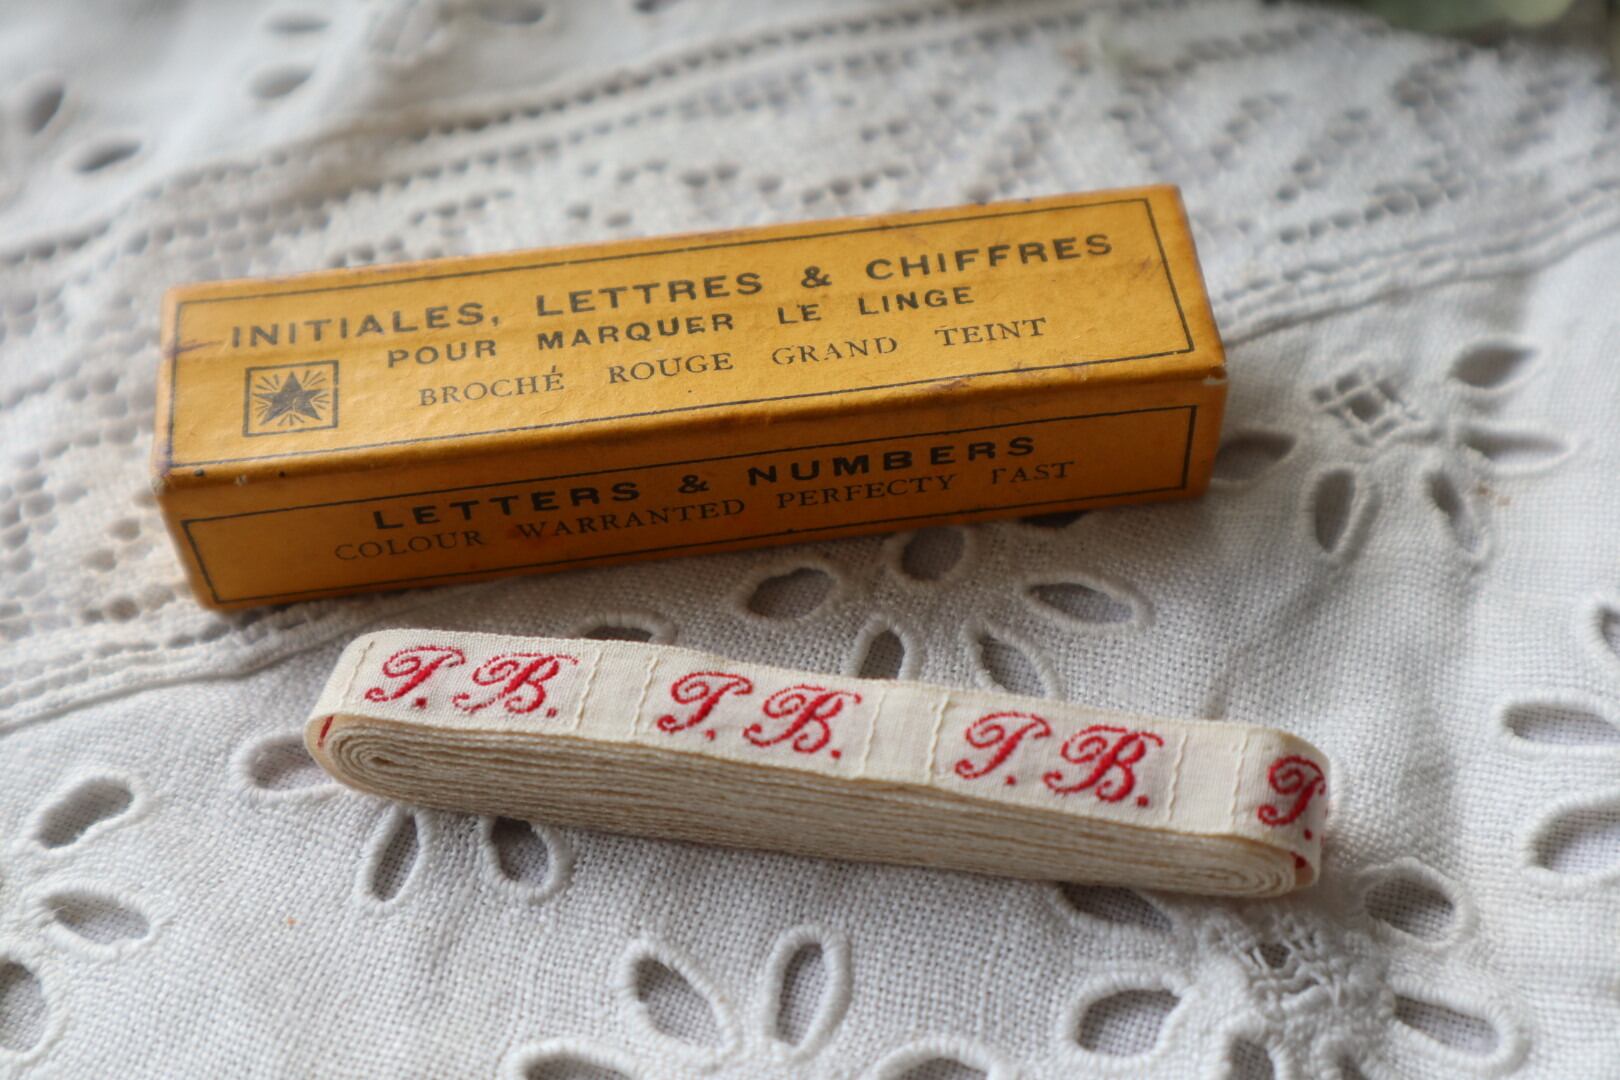 INITIALES, LETTRES & CHIFFRES
POUR MARQUER LE LINGE
BROCHÉ ROUGE GRAND TEINT
LETTERS & NUMBERS
COLOUR WARRANTED PERFECTY FAST
T. B. T. B. T. B. T.